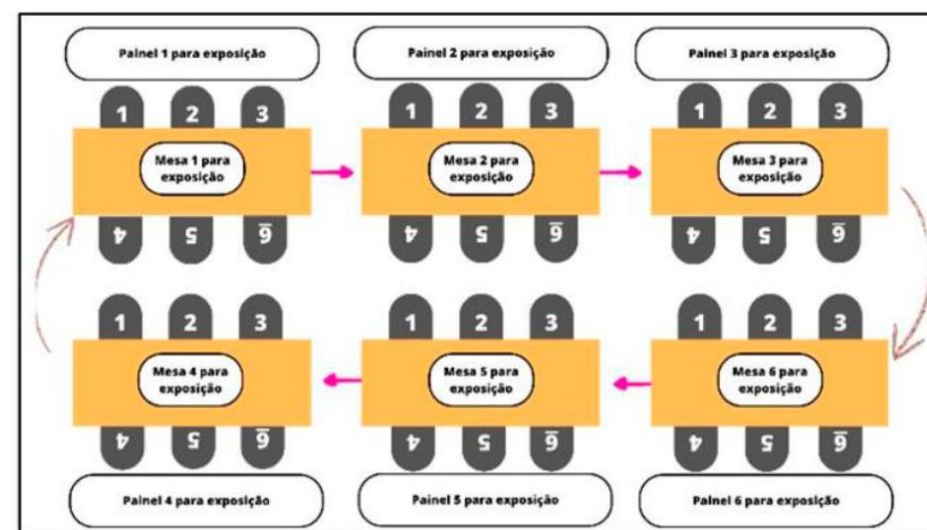 Painel 1 para exposição
Painel 2 para exposição
Painel 3 para exposição
1 2 3
1 2 3
1 2 3
Mesa 1 para
exposição
Mesa 2 para
exposição
Mesa 3 para
exposição
4 5 6
4 5 6
4 5 6
1 2 3
1 2 3
1 2 3
Mesa 4 para
exposição
Mesa 5 para
exposição
Mesa 6 para
exposição
4 5 6
4 5 6
4 5 6
Painel 4 para exposição
Painel 5 para exposição
Painel 6 para exposição